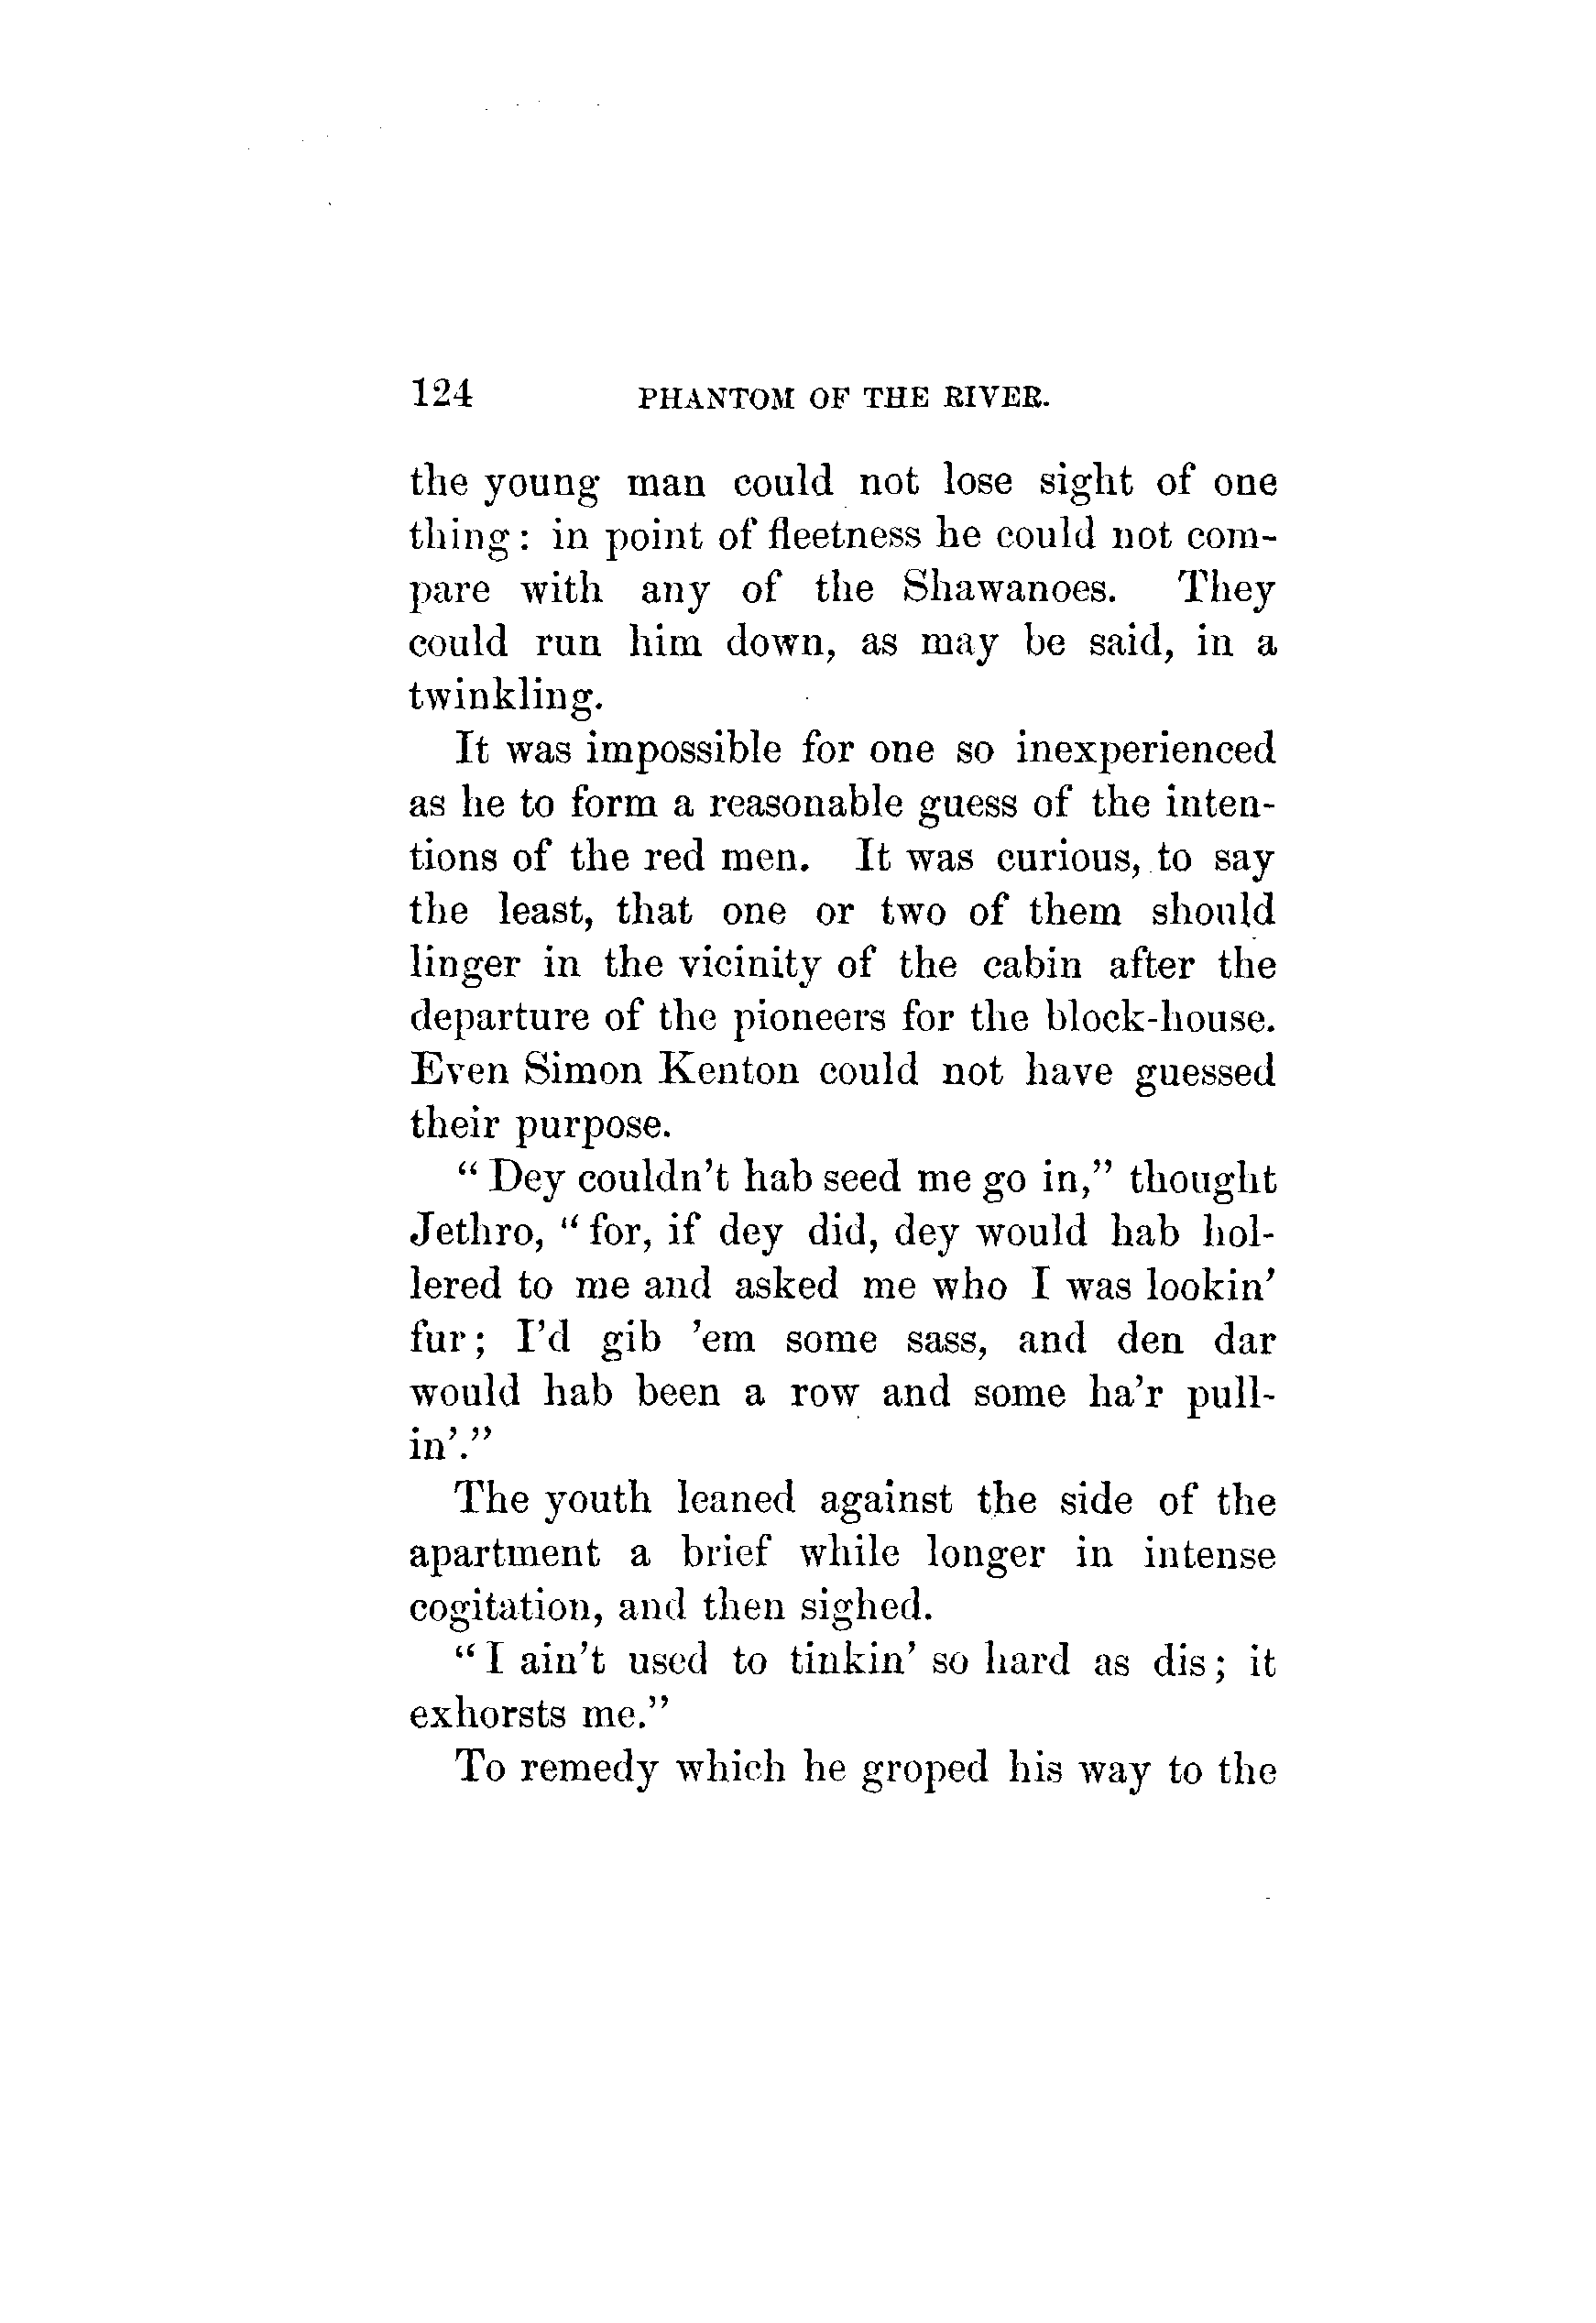 124 PHANTOM OF THE RIVER.
the young man could not lose sight of one
thing: in point of fleetness he could not com-
pare with any of the Shawanoes. They
could run him down, as may be said, in a
twinkling.
It was impossible for one so inexperienced
as he to form a reasonable guess of the inten-
tions of the red men. It was curious, to say
the least, that one or two of them should
linger in the vicinity of the cabin after the
departure of the pioneers for the block-house.
Even Simon Kenton could not have guessed
their purpose.
“ Dey couldn't hab seed me go in,” thought
Jethro, “ for, if dey did, dey would hab hol-
lered to me and asked me who I was lookin'
fur; I'd gib 'em some sass, and den dar
would hab been a row and some ha'r pull-
in'.”
The youth leaned against the side of the
apartment a brief while longer in intense
cogitation, and then sighed.
“ I ain't used to tinkin' so hard as dis; it
exhorsts me.”
To remedy which he groped his way to the